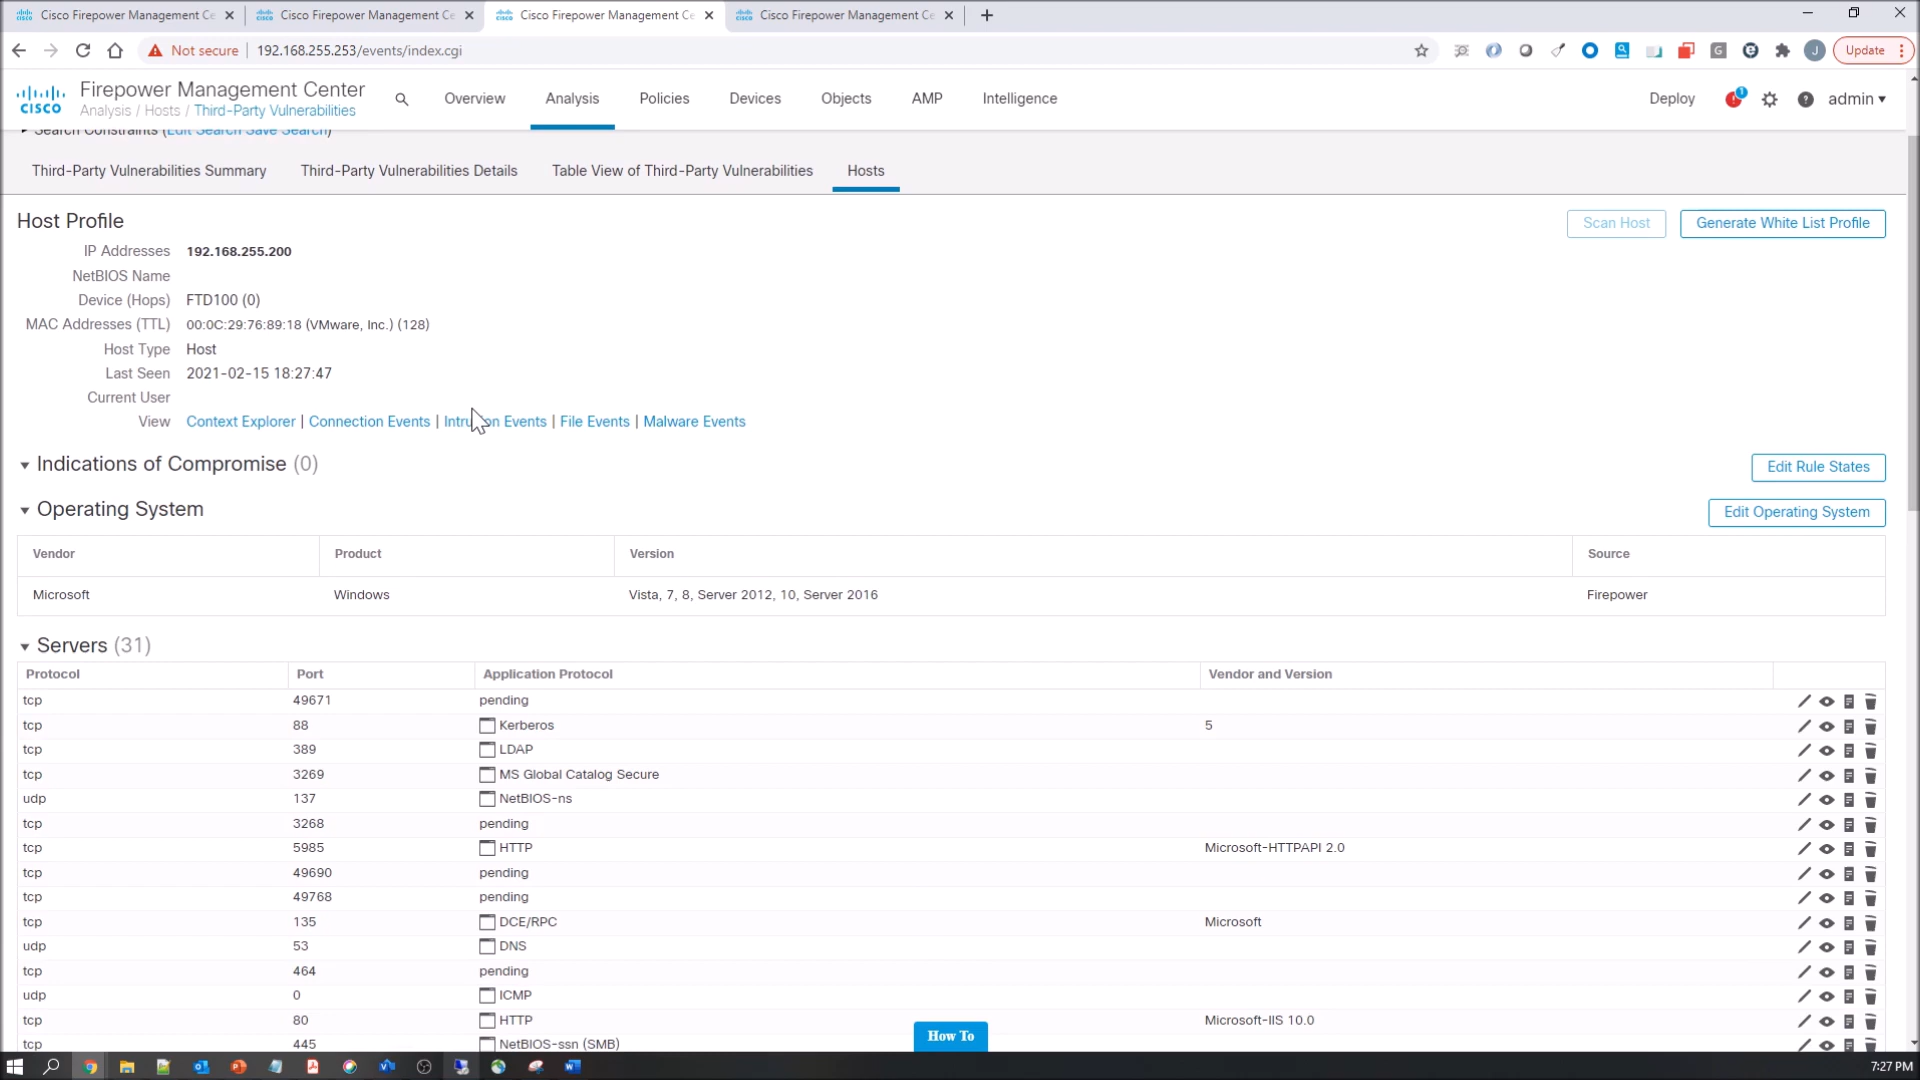 Cisco Firepower Management Ce
Cisco Firepower Management Ce
Cisco Firepower Management Ce
Cisco Firepower Management Ce
Not secure
192.168.255.253/events/index.cgi
J
Update
CISCO
Firepower Management Center
Analysis / Hosts / Third-Party Vulnerabilities
Overview
Analysis
Policies
Devices
Objects
AMP
Intelligence
Deploy
1
admin
Search Constraints (Edit Search Save Search)
Third-Party Vulnerabilities Summary
Third-Party Vulnerabilities Details
Table View of Third-Party Vulnerabilities
Hosts
Host Profile
Scan Host
Generate White List Profile
IP Addresses 192.168.255.200
NetBIOS Name
Device (Hops) FTD100 (0)
MAC Addresses (TTL) 00:0C:29:76:89:18 (VMware, Inc.) (128)
Host Type Host
Last Seen 2021-02-15 18:27:47
Current User
View Context Explorer | Connection Events | Intrusion Events | File Events | Malware Events
Indications of Compromise (0)
Edit Rule States
Operating System
Edit Operating System
Vendor Product Version Source
Microsoft Windows Vista, 7, 8, Server 2012, 10, Server 2016 Firepower
Servers (31)
Protocol Port Application Protocol Vendor and Version
tcp 49671 pending
tcp 88 Kerberos 5
tcp 389 LDAP
tcp 3269 MS Global Catalog Secure
udp 137 NetBIOS-ns
tcp 3268 pending
tcp 5985 HTTP Microsoft-HTTPAPI 2.0
tcp 49690 pending
tcp 49768 pending
tcp 135 DCE/RPC Microsoft
udp 53 DNS
tcp 464 pending
udp 0 ICMP
tcp 80 HTTP Microsoft-IIS 10.0
tcp 445 NetBIOS-ssn (SMB)
How To
7:27 PM